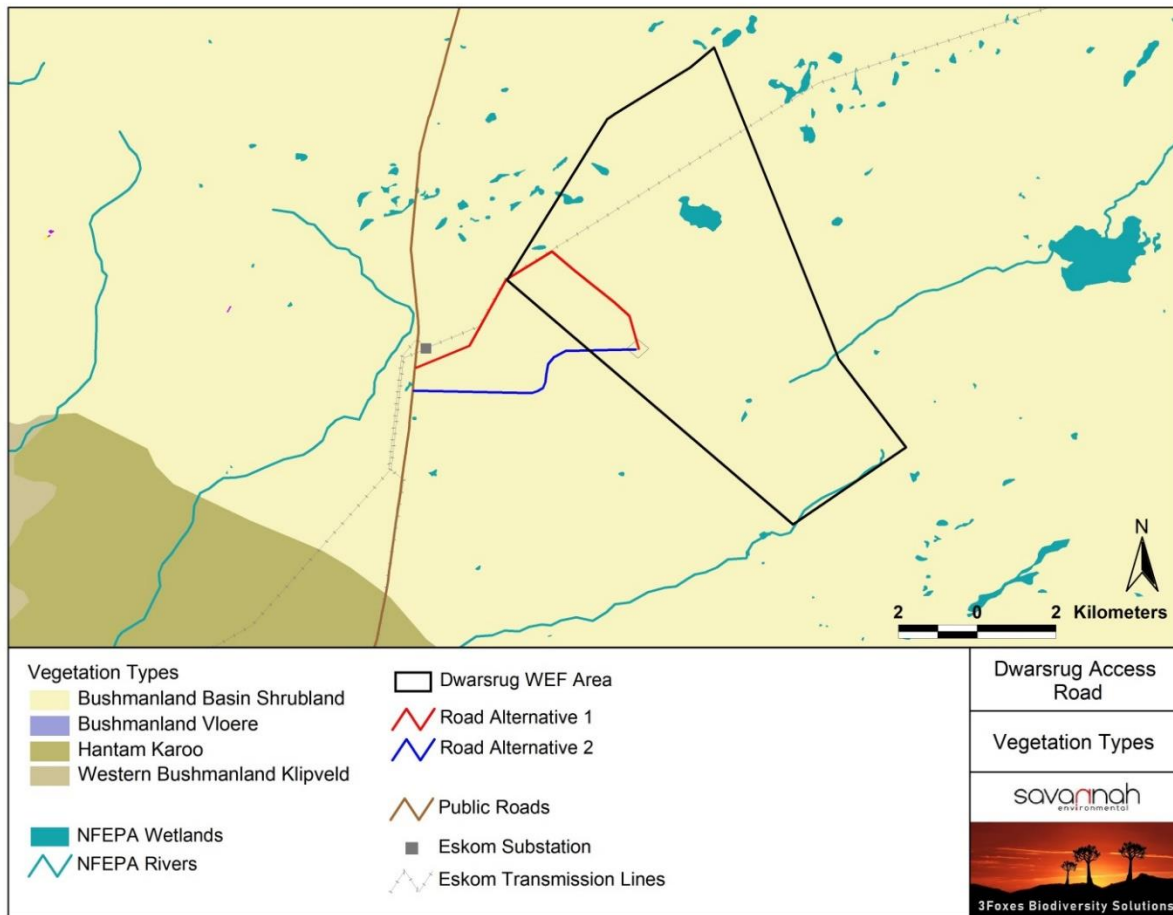 N
2 0 2 Kilometers
Vegetation Types
Bushmanland Basin Shrubland
Bushmanland Vloere
Hantam Karoo
Western Bushmanland Klipveld
NFEPA Wetlands
NFEPA Rivers
Dwarsrug WEF Area
Road Alternative 1
Road Alternative 2
Public Roads
Eskom Substation
Eskom Transmission Lines
Dwarsrug Access
Road
Vegetation Types
savannah
environmental
3Foxes Biodiversity Solutions